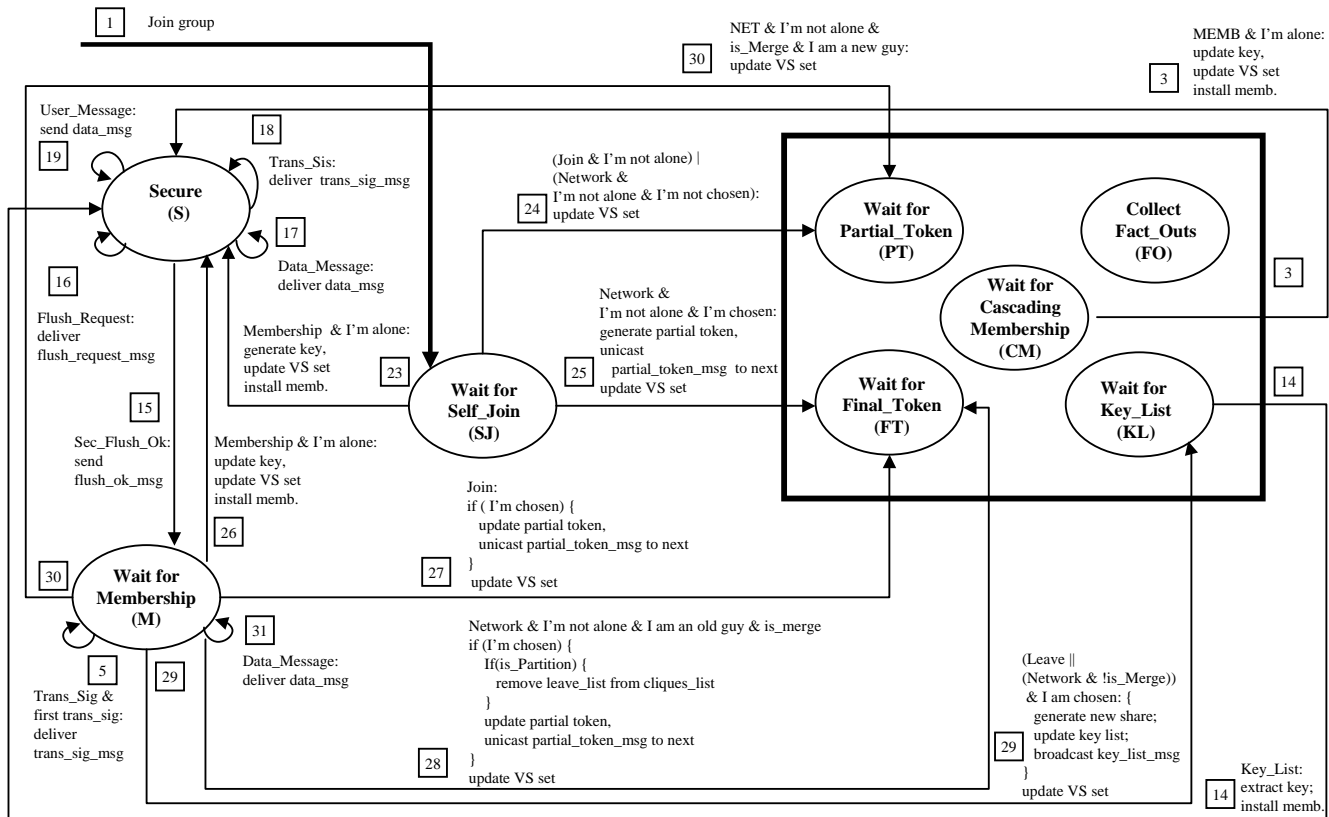 1
Join group
NET & I'm not alone &
is_Merge & I am a new guy:
update VS set
30
MEMB & I'm alone:
update key,
update VS set
install memb.
3
User_Message:
send data_msg
19
18
Trans_Sis:
deliver trans_sig_msg
Secure
(S)
17
Data_Message:
deliver data_msg
16
Flush_Request:
deliver
flush_request_msg
(Join & I'm not alone) |
(Network &
I'm not alone & I'm not chosen):
update VS set
24
Wait for
Partial_Token
(PT)
Collect
Fact_Outs
(FO)
Wait for
Cascading
Membership
(CM)
3
Membership & I'm alone:
generate key,
update VS set
install memb.
23
Wait for
Self_Join
(SJ)
Network &
I'm not alone & I'm chosen:
generate partial token,
unicast
partial_token_msg to next
update VS set
25
Wait for
Final_Token
(FT)
Wait for
Key_List
(KL)
14
15
Sec_Flush_Ok:
send
flush_ok_msg
Membership & I'm alone:
update key,
update VS set
install memb.
26
Join:
if ( I'm chosen) {
update partial token,
unicast partial_token_msg to next
}
update VS set
27
30
Wait for
Membership
(M)
31
Data_Message:
deliver data_msg
5
Trans_Sig &
first trans_sig:
deliver
trans_sig_msg
29
Network & I'm not alone & I am an old guy & is_merge
if (I'm chosen) {
If(is_Partition) {
remove leave_list from cliques_list
}
update partial token,
unicast partial_token_msg to next
}
update VS set
28
(Leave ||
(Network & !is_Merge))
& I am chosen: {
generate new share;
update key list;
broadcast key_list_msg
}
update VS set
29
Key_List:
extract key;
install memb.
14